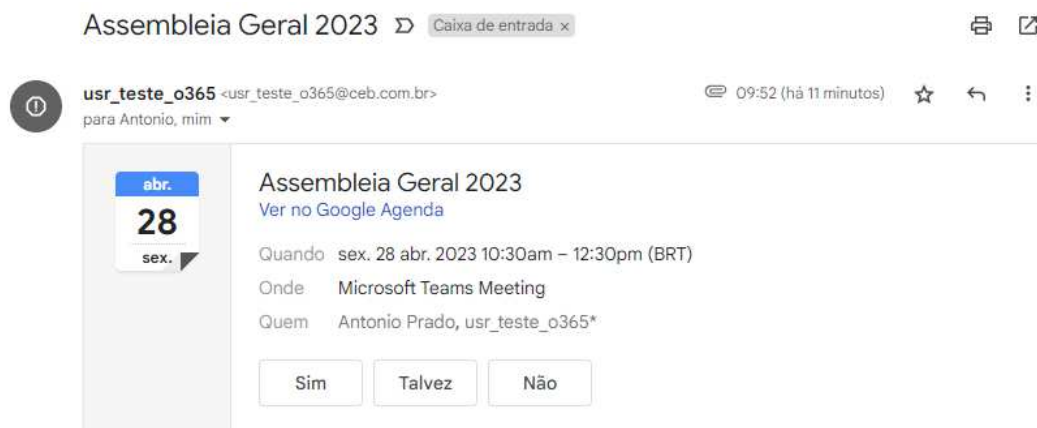 Assembleia Geral 2023 Caixa de entrada ×
usr_teste_o365 <usr_teste_o365@ceb.com.br> 09:52 (há 11 minutos)
para Antonio, mim
abr.
28
sex.
Assembleia Geral 2023
Ver no Google Agenda
Quando sex. 28 abr. 2023 10:30am – 12:30pm (BRT)
Onde Microsoft Teams Meeting
Quem Antonio Prado, usr_teste_o365*
Sim Talvez Não